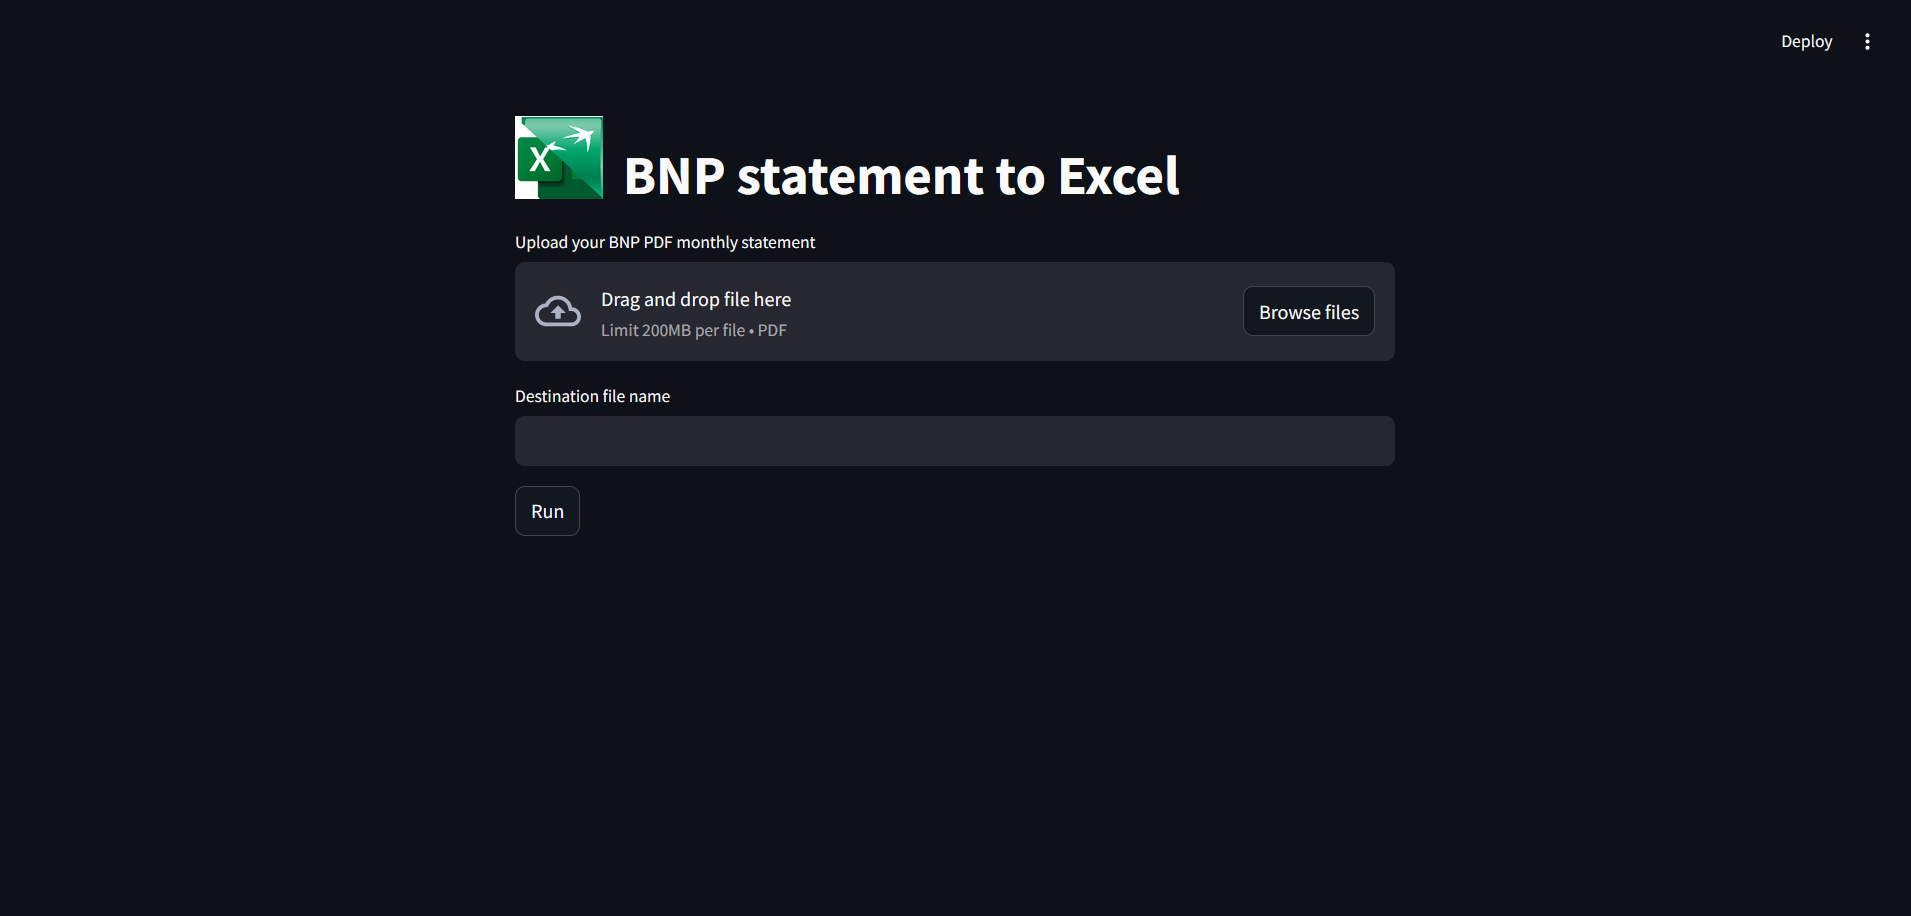 Deploy
X
BNP statement to Excel
Upload your BNP PDF monthly statement
Drag and drop file here
Limit 200MB per file • PDF
Browse files
Destination file name
Run